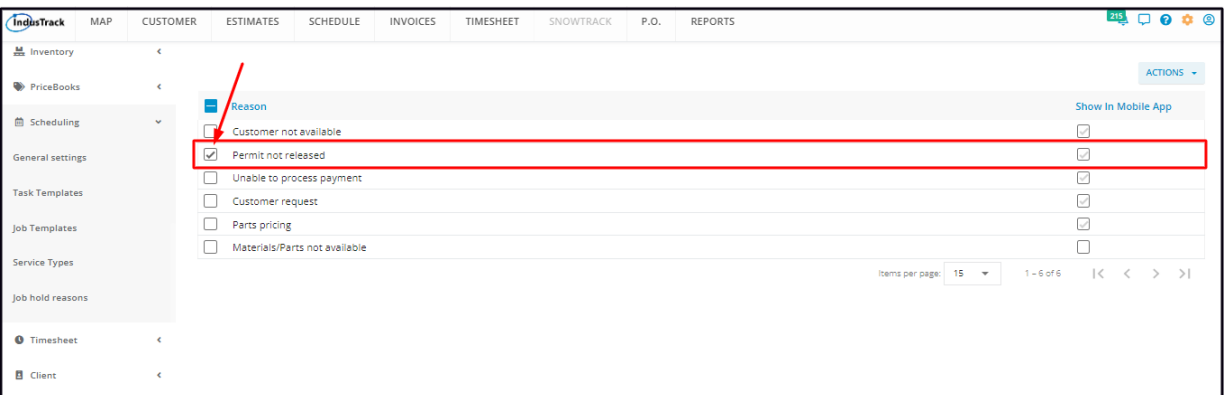 IndusTrack MAP CUSTOMER ESTIMATES SCHEDULE INVOICES TIMESHEET SNOWTRACK P.O. REPORTS 215
Inventory
PriceBooks
Scheduling
General settings
Task Templates
Job Templates
Service Types
Job hold reasons
Timesheet
Client
ACTIONS
Reason Show In Mobile App
Customer not available
Permit not released
Unable to process payment
Customer request
Parts pricing
Materials/Parts not available
Items per page: 15 1 – 6 of 6